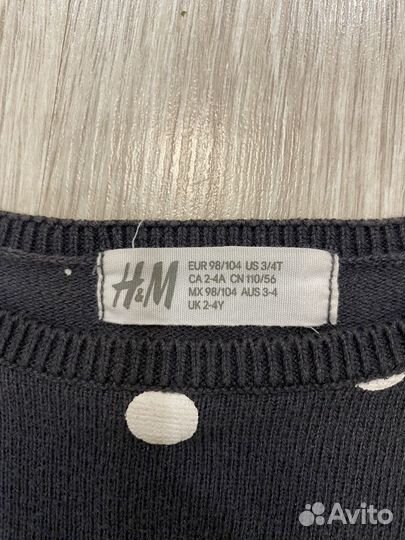 H&M
EUR 98/104 US 3/4T
CA 2-4A CN 110/56
MX 98/104 AUS 3-4
UK 2-4Y
Avito